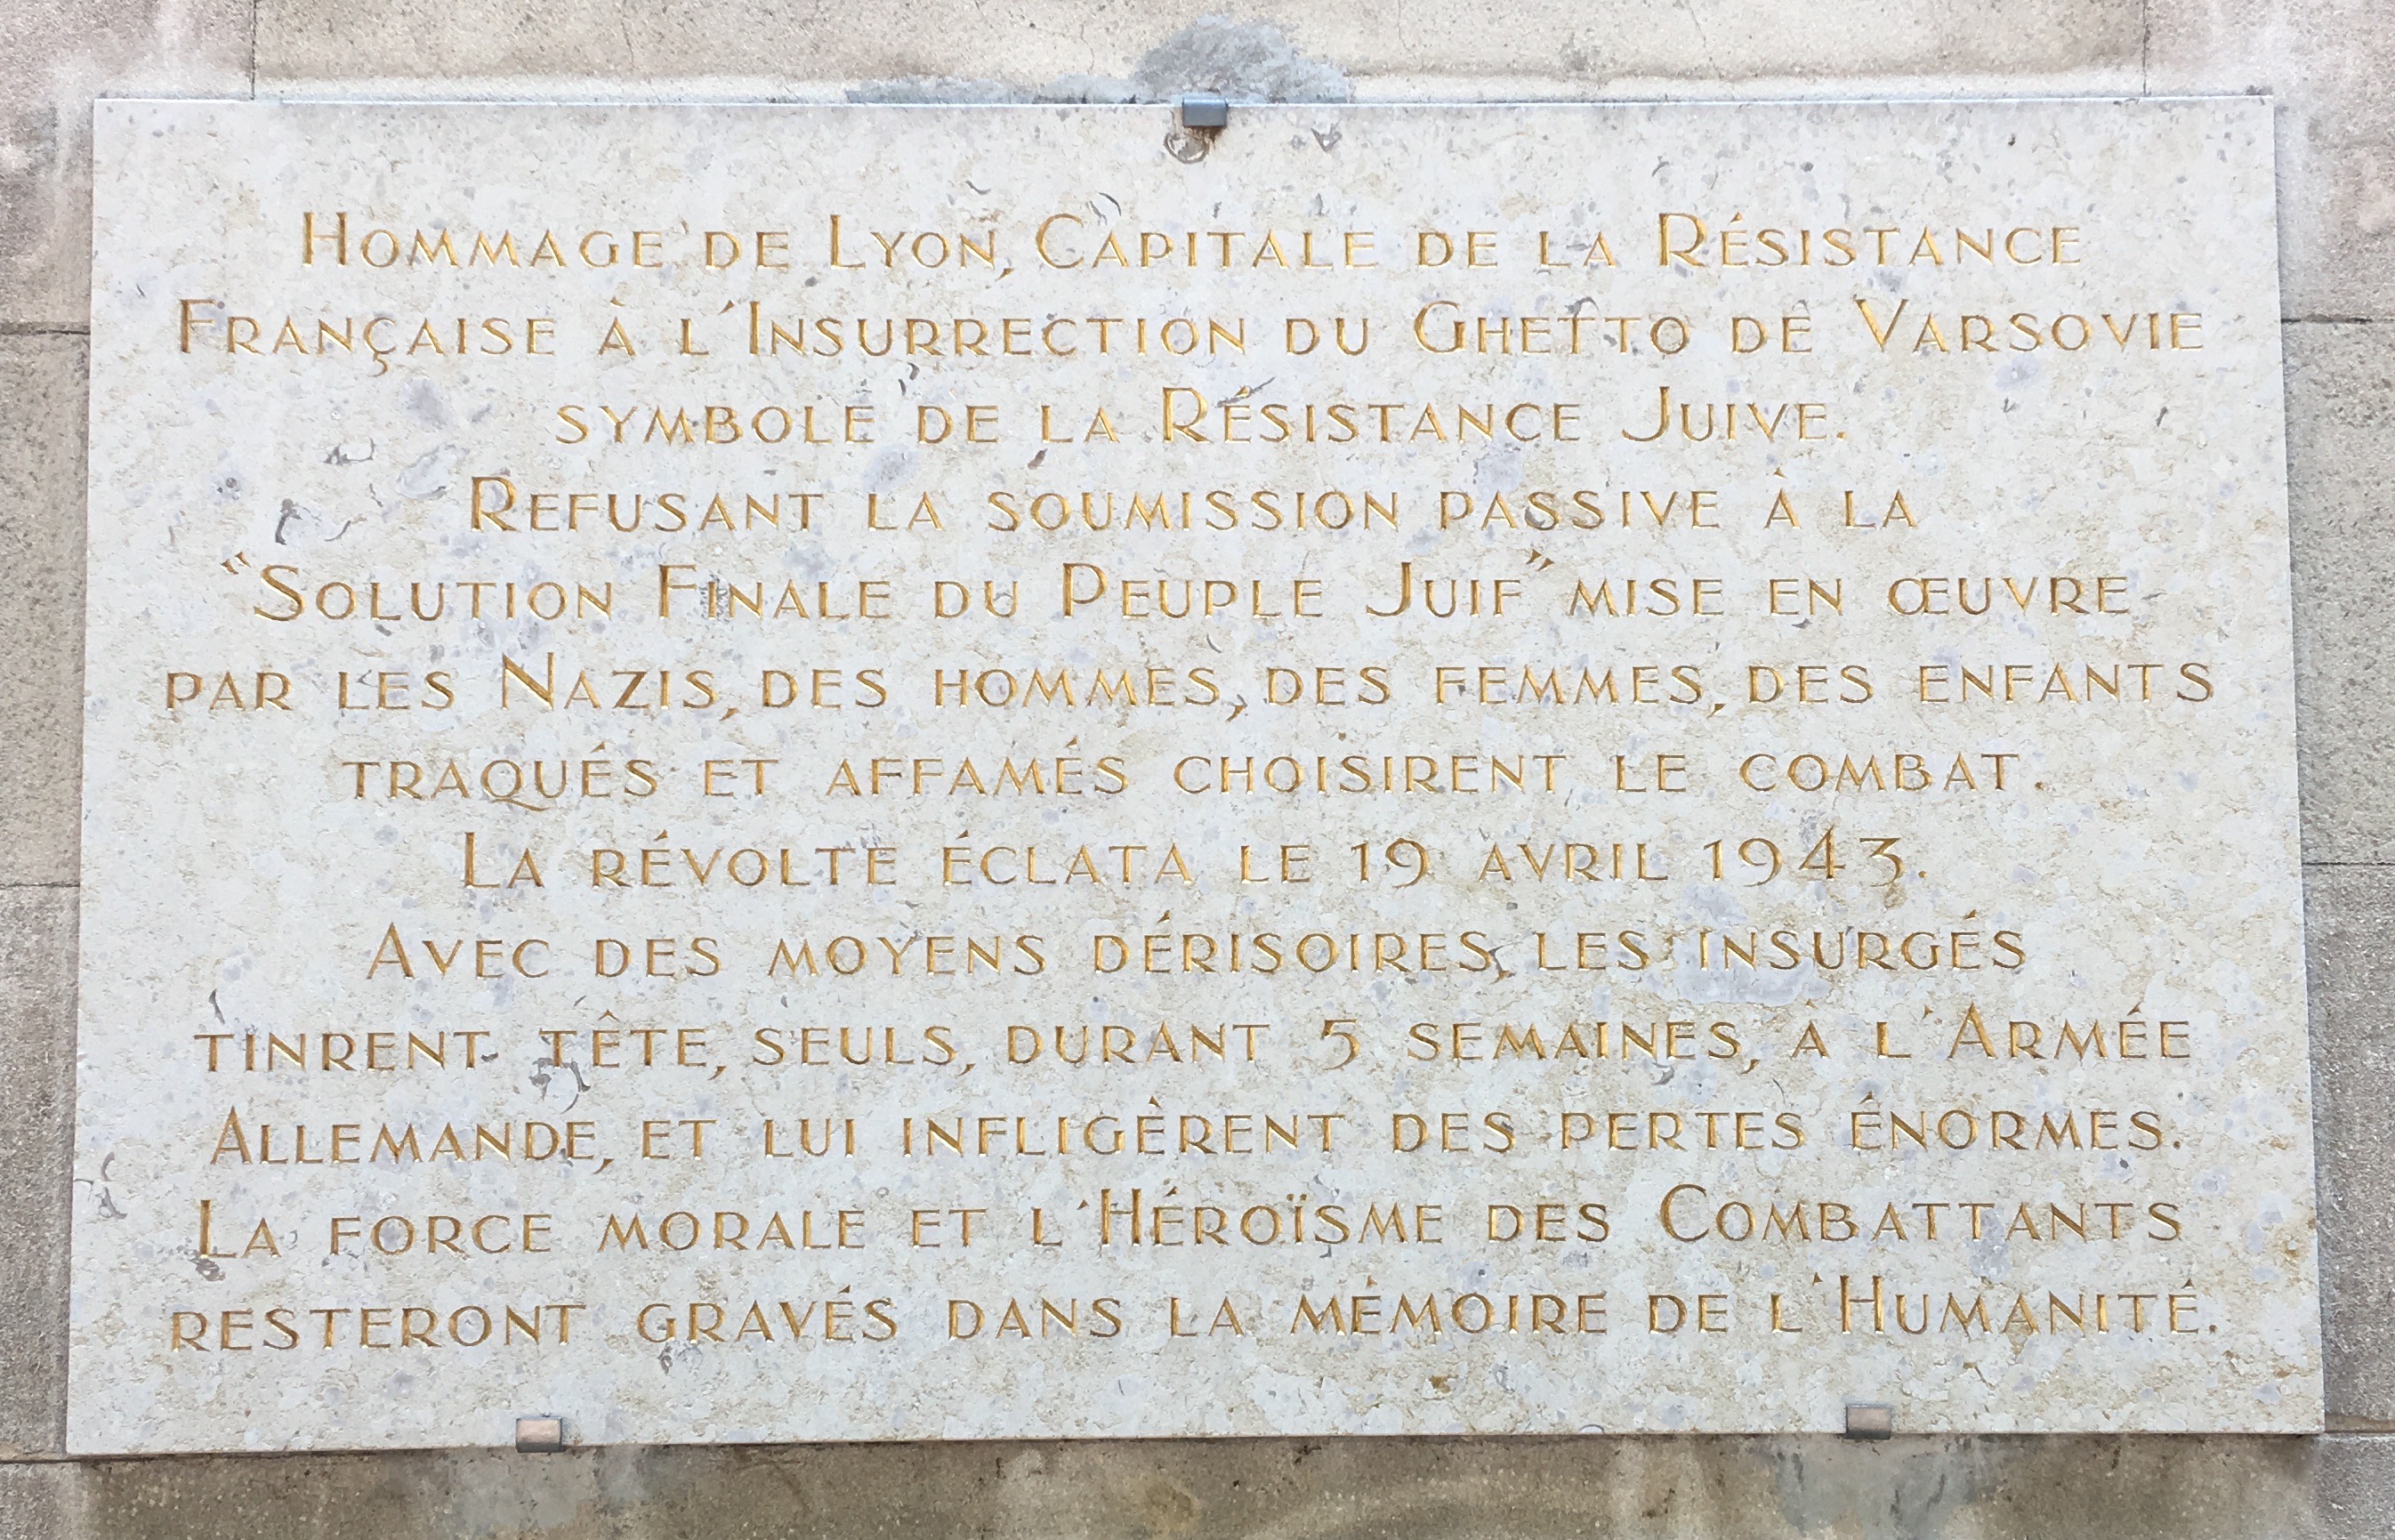 Hommage de Lyon, Capitale de la Résistance
Française à l'Insurrection du Ghetto de Varsovie
symbole de la Résistance Juive.
Refusant la soumission passive à la
"Solution Finale du Peuple Juif" mise en œuvre
par les Nazis, des hommes, des femmes, des enfants
traqués et affamés choisirent le combat.
La révolte éclata le 19 avril 1943.
Avec des moyens dérisoires, les insurgés
tinrent tête, seuls, durant 5 semaines, à l'Armée
Allemande, et lui infligèrent des pertes énormes.
La force morale et l'Héroïsme des Combattants
resteront gravés dans la mémoire de l'Humanité.